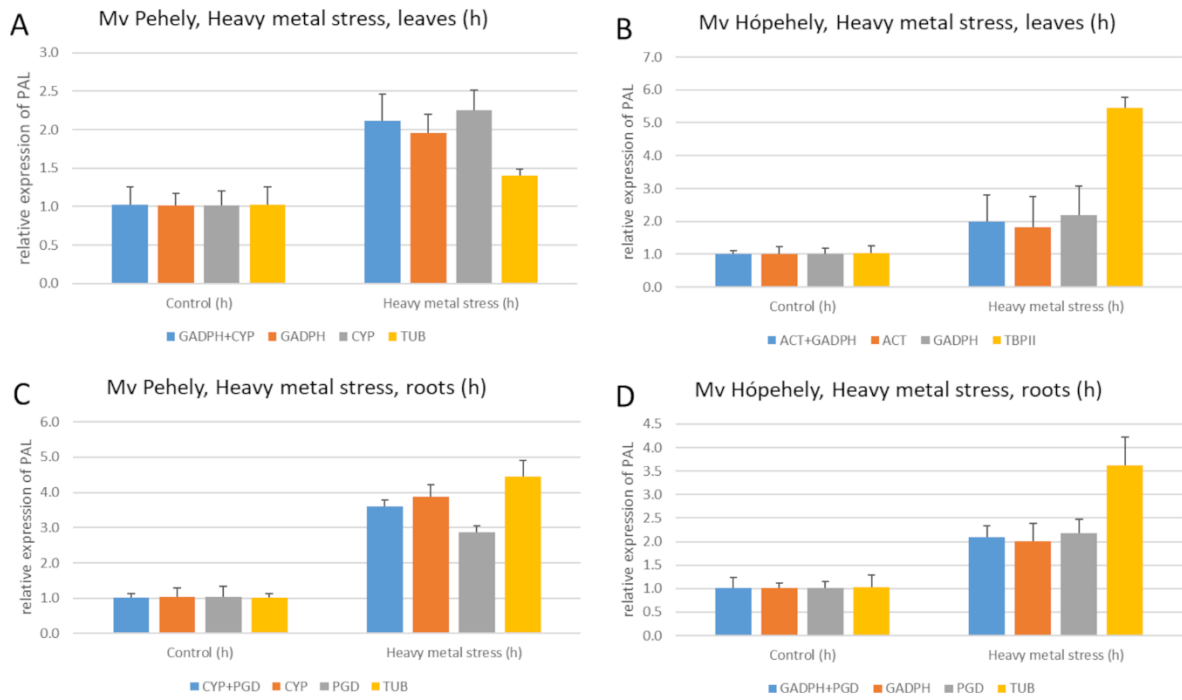 A
Mv Pehely, Heavy metal stress, leaves (h)
relative expression of PAL
3.0
2.5
2.0
1.5
1.0
0.5
0.0
Control (h)
Heavy metal stress (h)
GADPH+CYP GADPH CYP TUB
B
Mv Hópehely, Heavy metal stress, leaves (h)
relative expression of PAL
7.0
6.0
5.0
4.0
3.0
2.0
1.0
0.0
Control (h)
Heavy metal stress (h)
ACT+GADPH ACT GADPH TBPII
C
Mv Pehely, Heavy metal stress, roots (h)
relative expression of PAL
6.0
5.0
4.0
3.0
2.0
1.0
0.0
Control (h)
Heavy metal stress (h)
CYP+PGD CYP PGD TUB
D
Mv Hópehely, Heavy metal stress, roots (h)
relative expression of PAL
4.5
4.0
3.5
3.0
2.5
2.0
1.5
1.0
0.5
0.0
Control (h)
Heavy metal stress (h)
GADPH+PGD GADPH PGD TUB